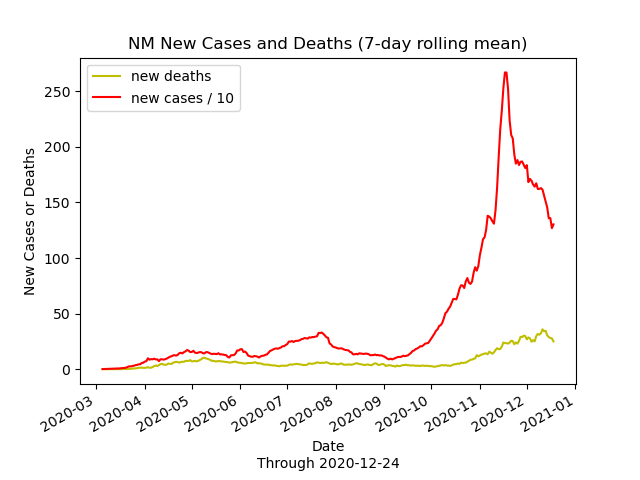 NM New Cases and Deaths (7-day rolling mean)
new deaths
new cases / 10
New Cases or Deaths
250
200
150
100
50
0
2020-03
2020-04
2020-05
2020-06
2020-07
2020-08
2020-09
2020-10
2020-11
2020-12
2021-01
Date
Through 2020-12-24